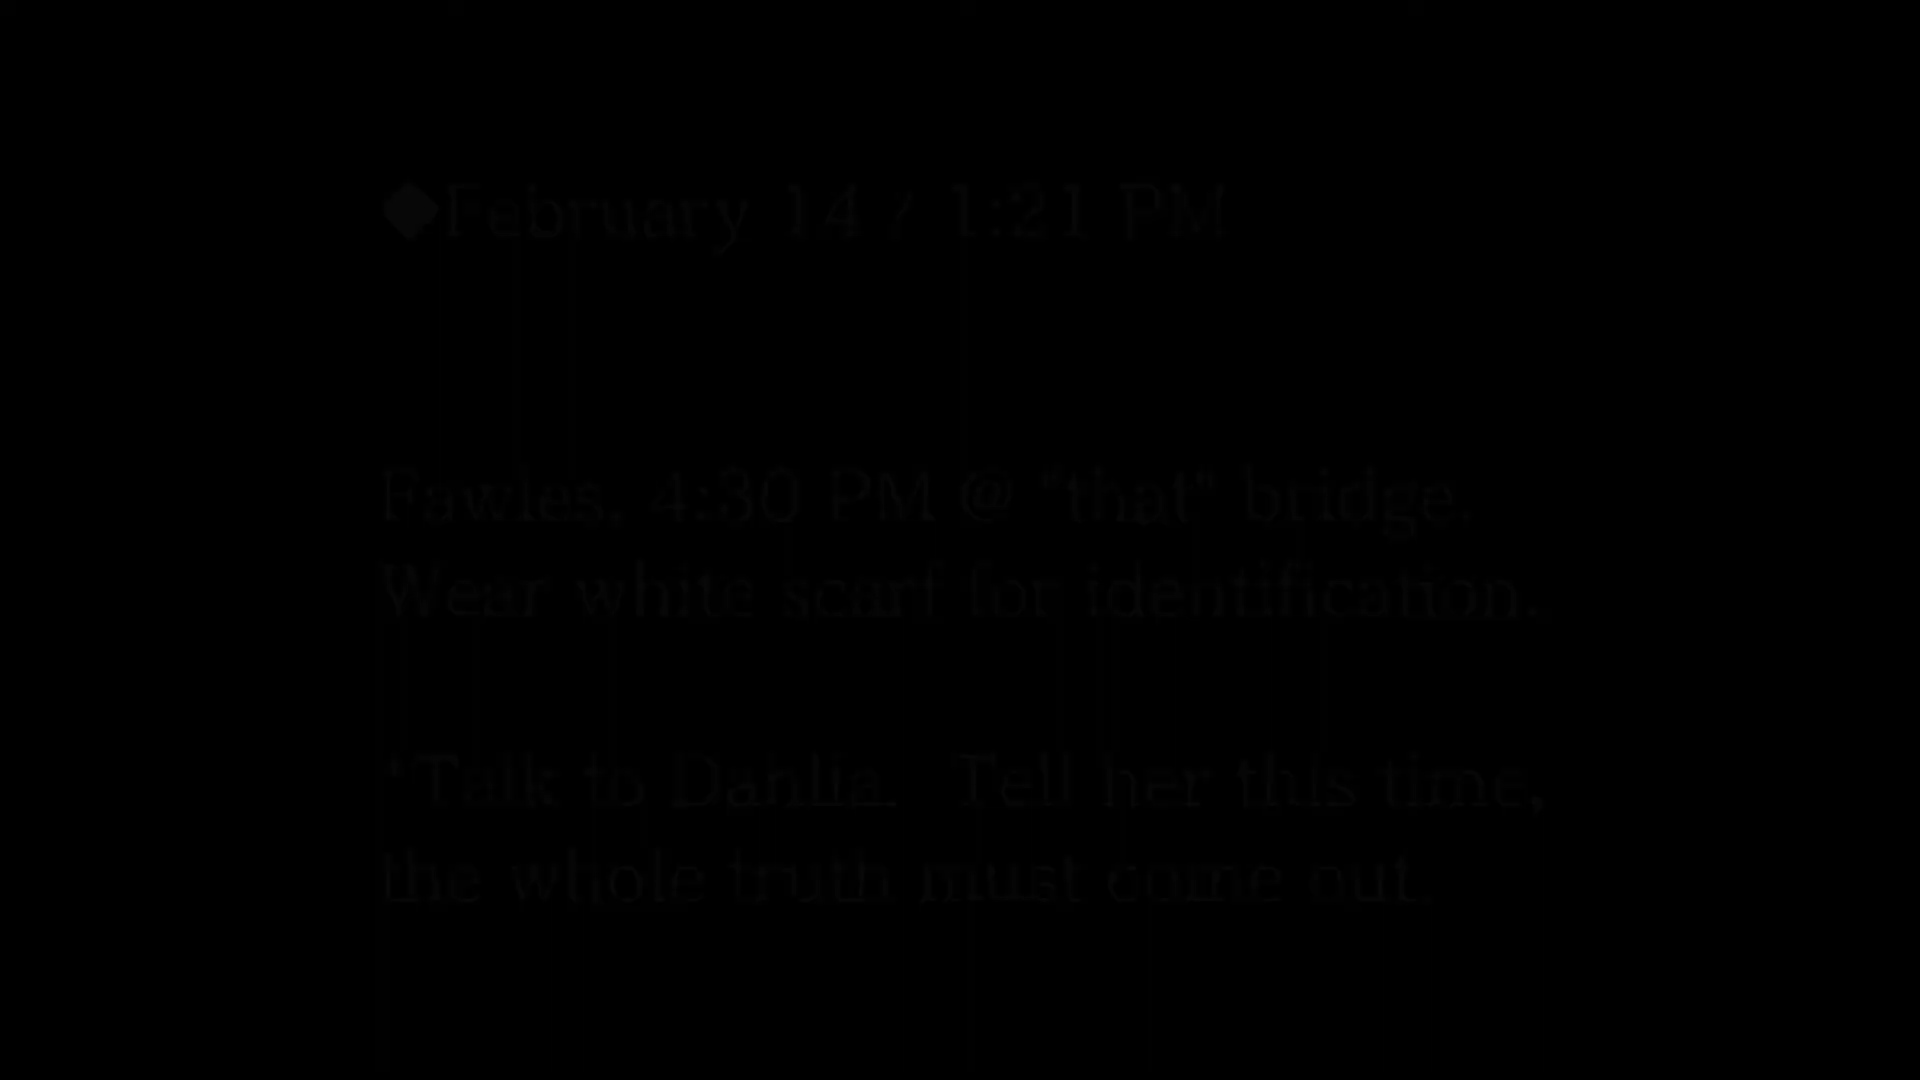 ◆February 14 / 1:21 PM
Fawles, 4:30 PM @ "that" bridge.
Wear white scarf for identification.
*Talk to Dahlia. Tell her this time,
the whole truth must come out.